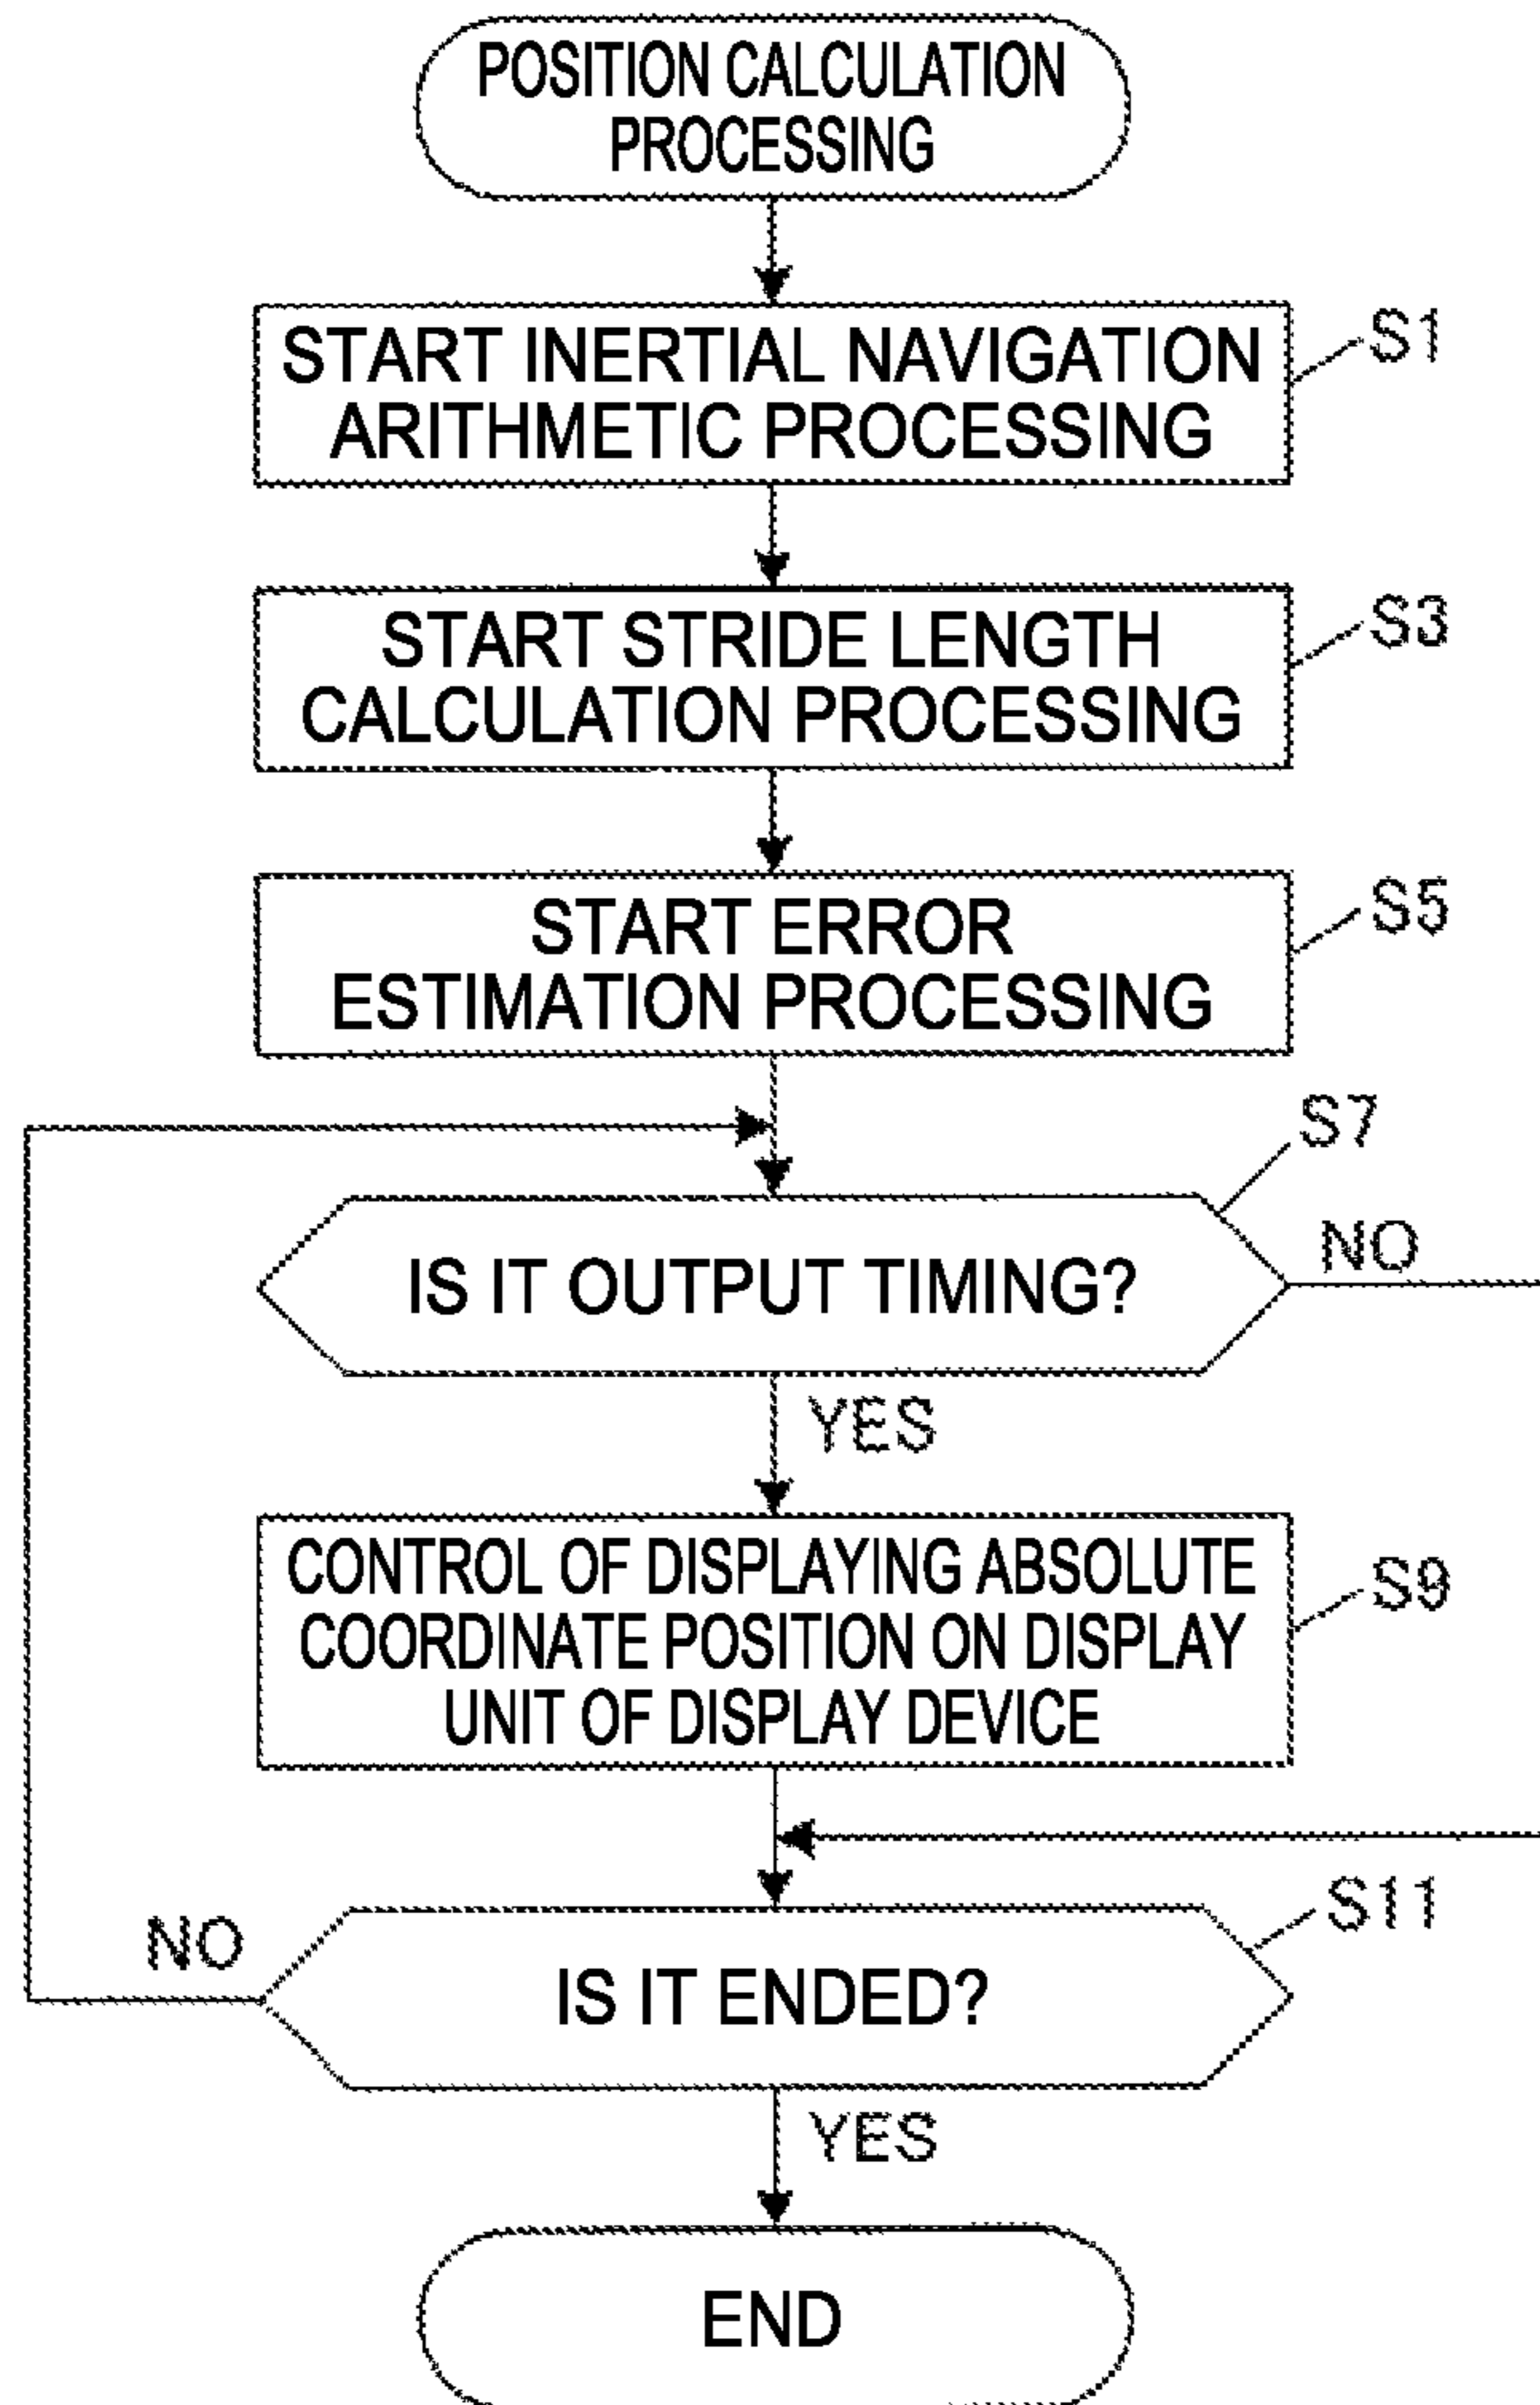 POSITION CALCULATION
PROCESSING
START INERTIAL NAVIGATION
ARITHMETIC PROCESSING
S1
START STRIDE LENGTH
CALCULATION PROCESSING
S3
START ERROR
ESTIMATION PROCESSING
S5
S7
IS IT OUTPUT TIMING?
NO
YES
CONTROL OF DISPLAYING ABSOLUTE
COORDINATE POSITION ON DISPLAY
UNIT OF DISPLAY DEVICE
S9
S11
NO
IS IT ENDED?
YES
END